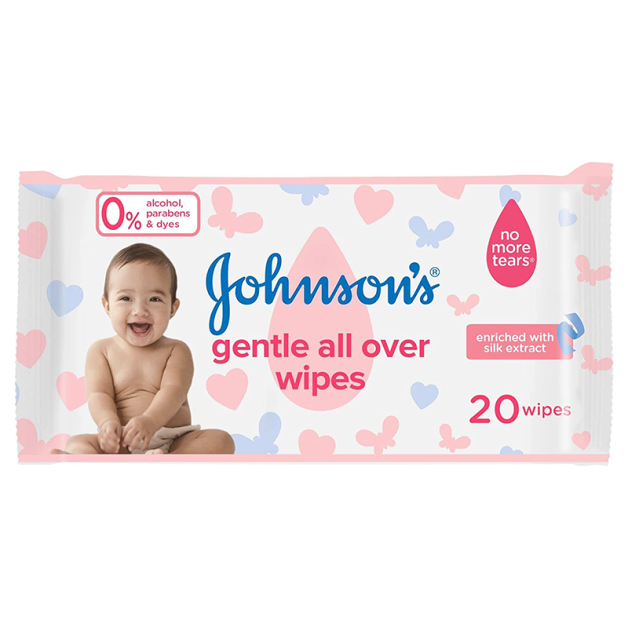 0%
alcohol,
parabens
& dyes
no
more
tears®
Johnson's®
gentle all over
wipes
enriched with
silk extract
20 wipes